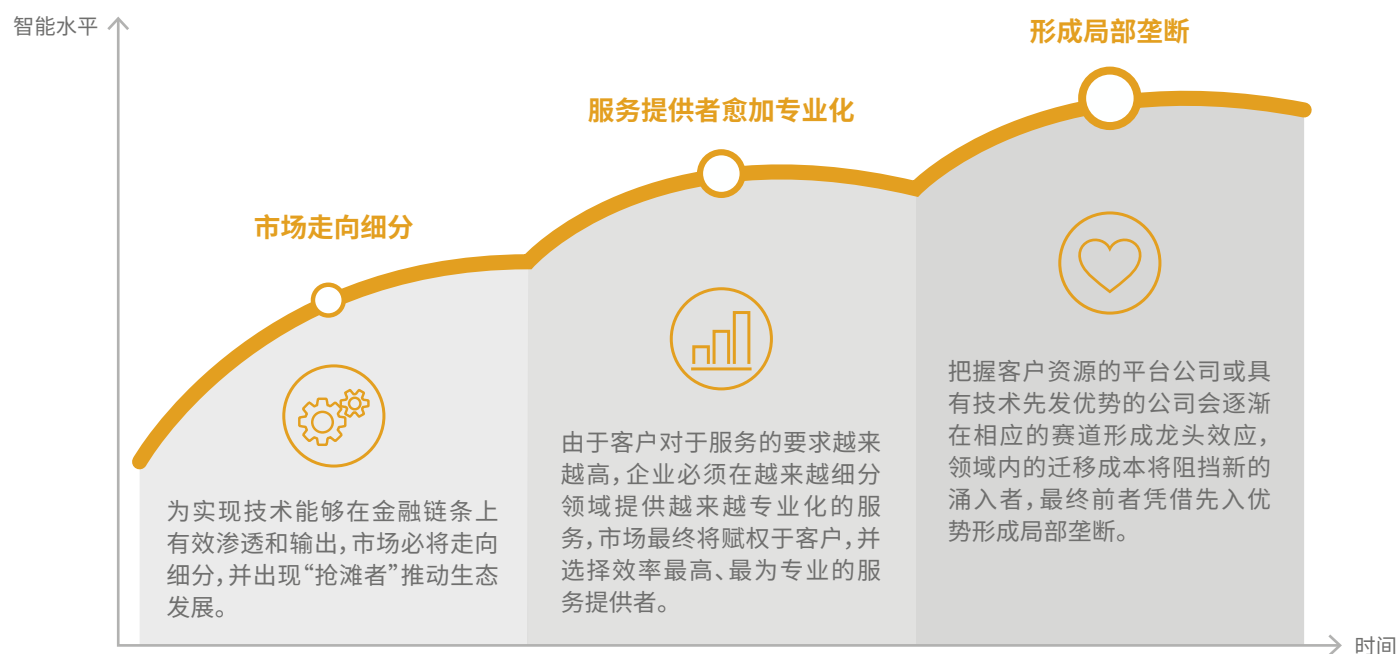 智能水平
市场走向细分
为实现技术能够在金融链条上
有效渗透和输出，市场必将走向
细分，并出现“抢滩者”推动生态
发展。
服务提供者愈加专业化
由于客户对于服务的要求越来
越高，企业必须在越来越细分
领域提供越来越专业化的服
务，市场最终将赋权于客户，并
选择效率最高、最为专业的服
务提供者。
形成局部垄断
把握客户资源的平台公司或具
有技术先发优势的公司会逐渐
在相应的赛道形成龙头效应，
领域内的迁移成本将阻挡新的
涌入者，最终前者凭借先入优
势形成局部垄断。
时间